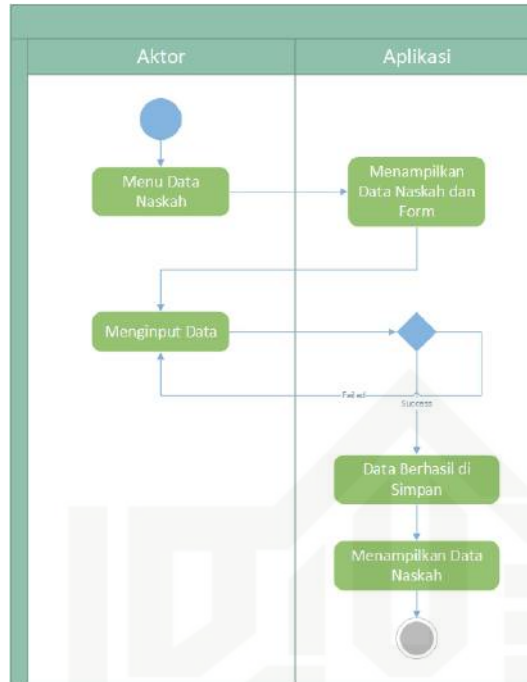 Aktor
Aplikasi
Menu Data
Naskah
Menampilkan
Data Naskah dan
Form
Menginput Data
Failed
Success
Data Berhasil di
Simpan
Menampilkan Data
Naskah